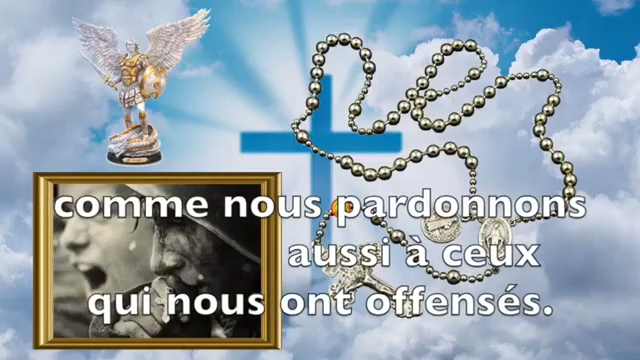 comme nous pardonnons
aussi à ceux
qui nous ont offensés.